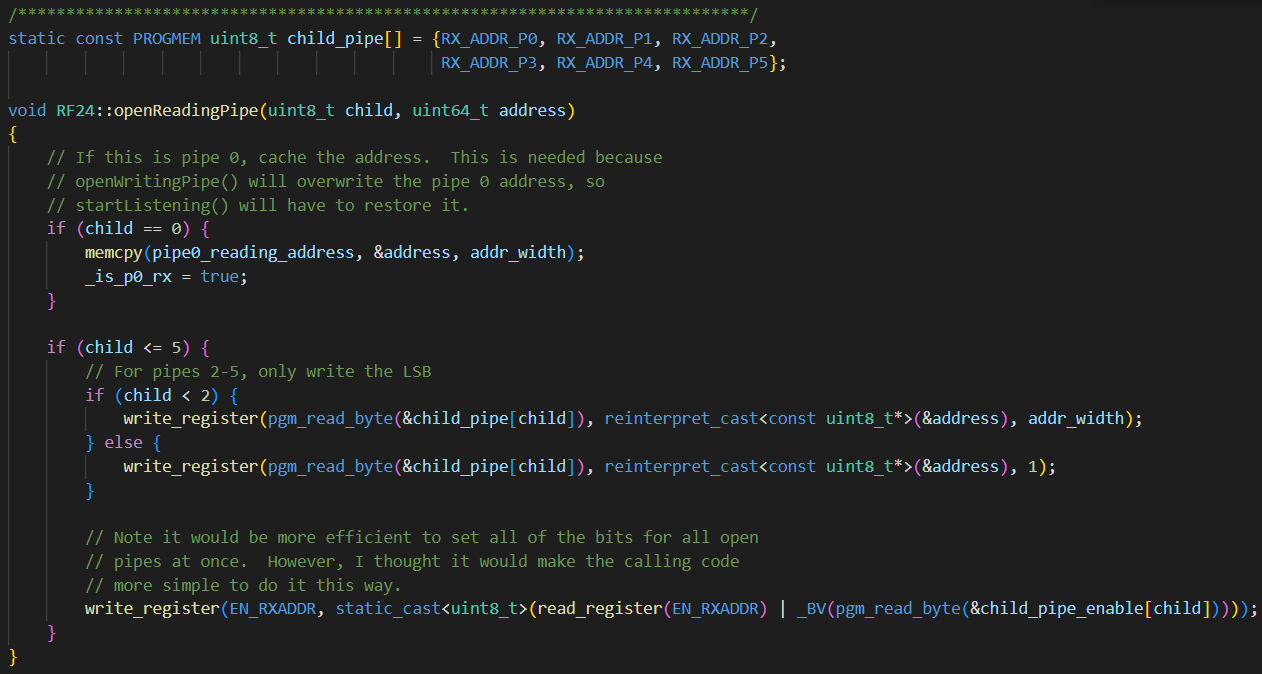 /****************************************************************************/
static const PROGMEM uint8_t child_pipe[] = {RX_ADDR_P0, RX_ADDR_P1, RX_ADDR_P2,
                                             RX_ADDR_P3, RX_ADDR_P4, RX_ADDR_P5};

void RF24::openReadingPipe(uint8_t child, uint64_t address)
{
    // If this is pipe 0, cache the address.  This is needed because
    // openWritingPipe() will overwrite the pipe 0 address, so
    // startListening() will have to restore it.
    if (child == 0) {
        memcpy(pipe0_reading_address, &address, addr_width);
        _is_p0_rx = true;
    }

    if (child <= 5) {
        // For pipes 2-5, only write the LSB
        if (child < 2) {
            write_register(pgm_read_byte(&child_pipe[child]), reinterpret_cast<const uint8_t*>(&address), addr_width);
        } else {
            write_register(pgm_read_byte(&child_pipe[child]), reinterpret_cast<const uint8_t*>(&address), 1);
        }

        // Note it would be more efficient to set all of the bits for all open
        // pipes at once.  However, I thought it would make the calling code
        // more simple to do it this way.
        write_register(EN_RXADDR, static_cast<uint8_t>(read_register(EN_RXADDR) | _BV(pgm_read_byte(&child_pipe_enable[child]))));
    }
}